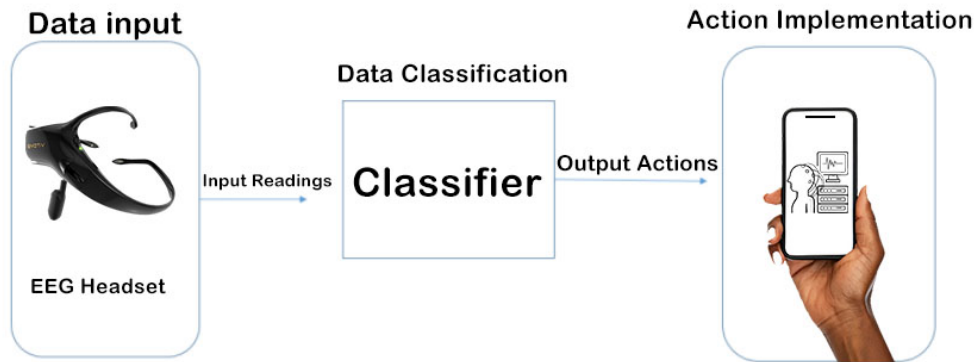 Data input
Action Implementation
Data Classification
Input Readings
Classifier
Output Actions
EEG Headset